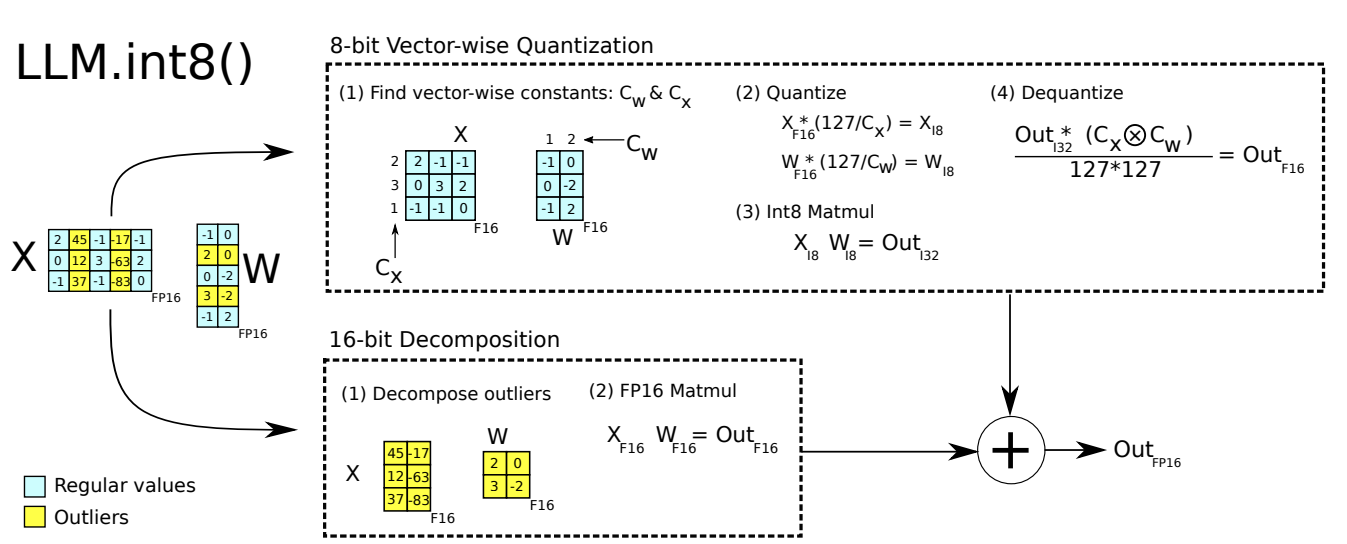 LLM.int8()
8-bit Vector-wise Quantization
(1) Find vector-wise constants: Cw & Cx
X
1 2
Cw
2 2 -1 -1
3 0 3 2
1 -1 -1 0
F16
Cx
-1 0
0 -2
-1 2
F16
W
(2) Quantize
XF16*(127/Cx) = XI8
WF16*(127/Cw) = WI8
(3) Int8 Matmul
XI8 WI8 = OutI32
(4) Dequantize
OutI32* (Cx⊗Cw)
127*127
= OutF16
X
2 45 -1 -17 -1
0 12 3 -63 2
-1 37 -1 -83 0
FP16
-1 0
2 0
0 -2
3 -2
-1 2
W
FP16
16-bit Decomposition
(1) Decompose outliers
X
45 -17
12 -63
37 -83
F16
W
2 0
3 -2
F16
(2) FP16 Matmul
XF16 WF16 = OutF16
+
OutFP16
Regular values
Outliers